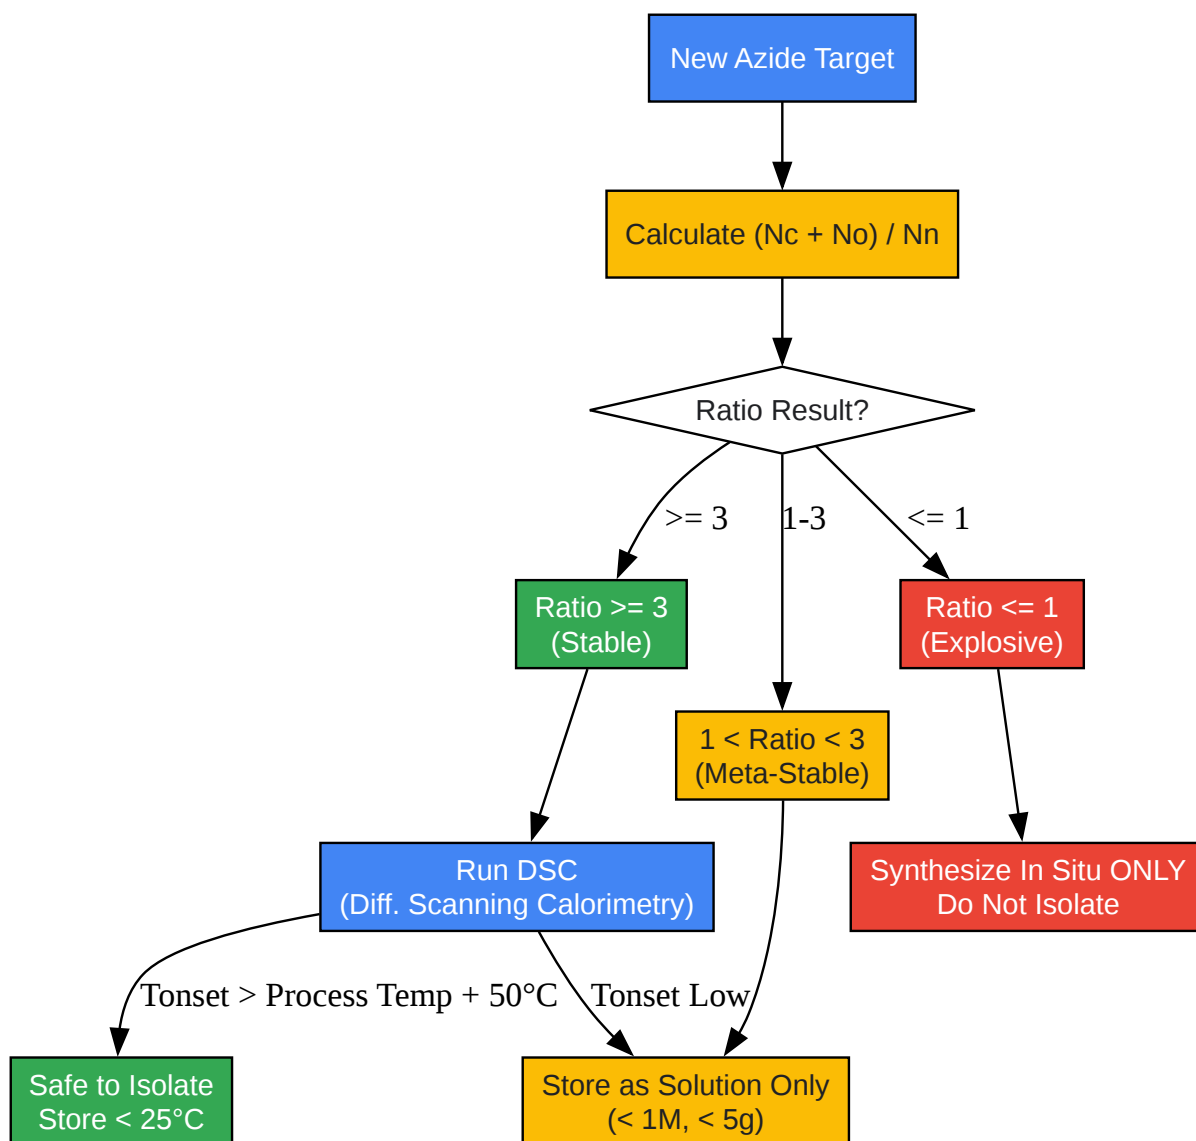 New Azide Target
Calculate (Nc + No) / Nn
Ratio Result?
>= 3
1-3
<= 1
Ratio >= 3
(Stable)
Ratio <= 1
(Explosive)
1 < Ratio < 3
(Meta-Stable)
Run DSC
(Diff. Scanning Calorimetry)
Synthesize In Situ ONLY
Do Not Isolate
Tonset > Process Temp + 50°C
Tonset Low
Safe to Isolate
Store < 25°C
Store as Solution Only
(< 1M, < 5g)